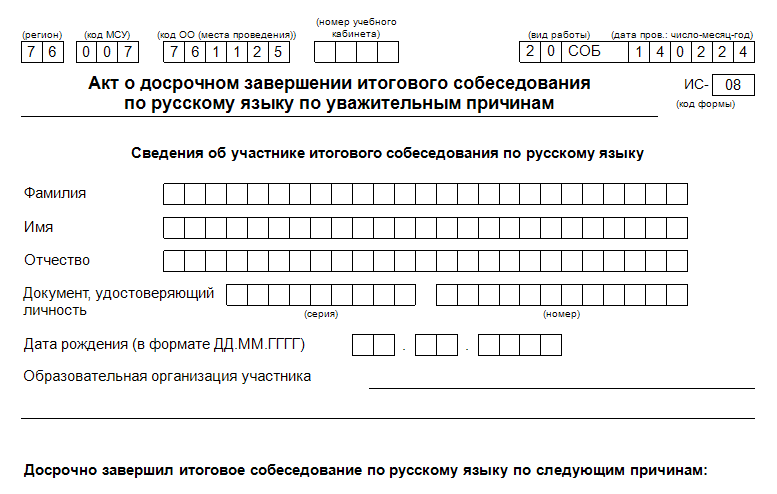 (регион) (код МСУ) (код ОО (места проведения)) (номер учебного кабинета) (вид работы) (дата пров.: число-месяц-год)
7 6 0 0 7 7 6 1 1 2 5 2 0 СОБ 1 4 0 2 2 4
Акт о досрочном завершении итогового собеседования
по русскому языку по уважительным причинам
ИС- 08
(код формы)
Сведения об участнике итогового собеседования по русскому языку
Фамилия
Имя
Отчество
Документ, удостоверяющий
личность
(серия) (номер)
Дата рождения (в формате ДД.ММ.ГГГГ) . .
Образовательная организация участника
Досрочно завершил итоговое собеседование по русскому языку по следующим причинам: